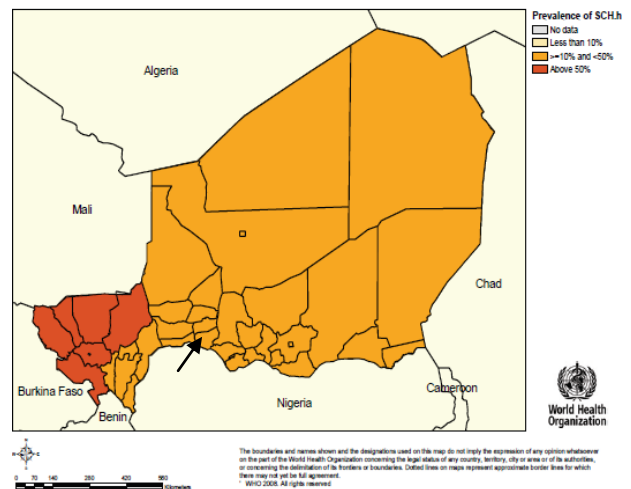 Prevalence of SCH.h
No data
Less than 10%
>=10% and <50%
Above 50%
Algeria
Mali
Chad
Burkina Faso
Benin
Nigeria
Cameroon
World Health
Organization
The boundaries and names shown and the designations used on this map do not imply the expression of any opinion whatsoever
on the part of the World Health Organization concerning the legal status of any country, territory, city or area or of its authorities,
or concerning the delimitation of its frontiers or boundaries. Dotted lines on maps represent approximate border lines for which
there may not yet be full agreement.
WHO 2008. All rights reserved
0 70 140 280 420 560
Kilometers